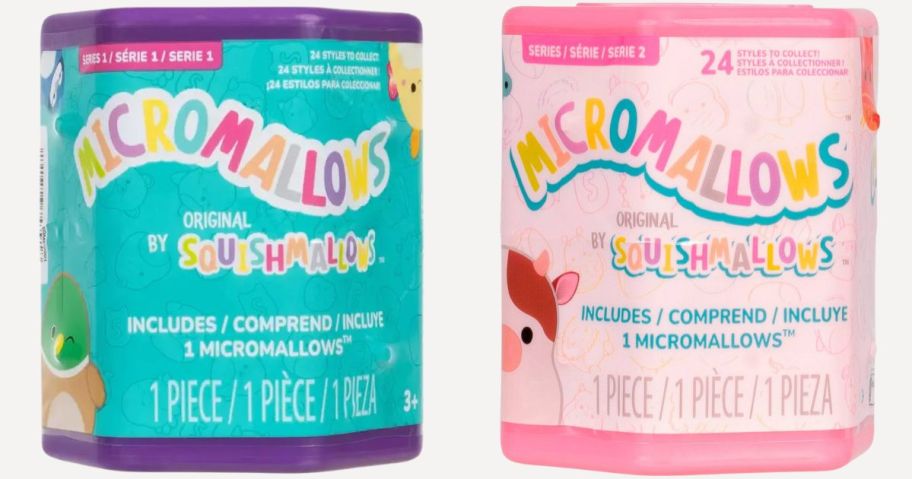 SERIES 1 / SÉRIE 1 / SERIE 1
24 STYLES TO COLLECT!
24 STYLES À COLLECTIONNER!
¡24 ESTILOS PARA COLECCIONAR!
MICROMALLOWS
ORIGINAL
BY SQUISHMALLOWS™
INCLUDES / COMPREND / INCLUYE
1 MICROMALLOWS™
1 PIECE / 1 PIÈCE / 1 PIEZA
3+
SERIES / SÉRIE / SERIE 2
24 STYLES TO COLLECT!
STYLES À COLLECTIONNER!
ESTILOS PARA COLECCIONAR
MICROMALLOWS™
ORIGINAL
BY SQUISHMALLOWS™
INCLUDES / COMPREND / INCLUYE
1 MICROMALLOWS™
1 PIECE / 1 PIÈCE / 1 PIEZA